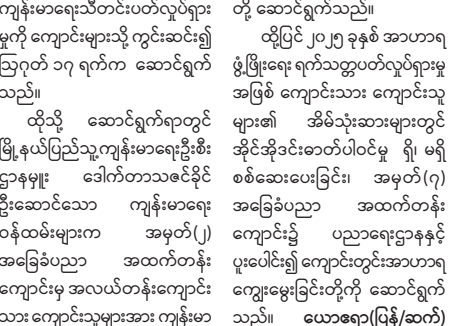 ကျန်းမာရေးသီတင်းပတ်လှုပ်ရှား
မှုကို ကျောင်းများသို့ ကွင်းဆင်း၍
ဩဂုတ် ၁၇ ရက်က ဆောင်ရွက်
သည်။
ထိုသို့ ဆောင်ရွက်ရာတွင်
မြို့နယ်ပြည်သူ့ကျန်းမာရေးဦးစီး
ဌာနမှူး ဒေါက်တာသဇင်ခိုင်
ဦးဆောင်သော ကျန်းမာရေး
ဝန်ထမ်းများက အမှတ်(၂)
အခြေခံပညာ အထက်တန်း
ကျောင်းမှ အလယ်တန်းကျောင်း
သား ကျောင်းသူများအား ကျန်းမာ
တို့ ဆောင်ရွက်သည်။
ထို့ပြင် ၂၀၂၅ ခုနှစ် အာဟာရ
ဖွံ့ဖြိုးရေး ရက်သတ္တပတ်လှုပ်ရှားမှု
အဖြစ် ကျောင်းသား ကျောင်းသူ
များ၏ အိမ်သုံးဆားများတွင်
အိုင်အိုဒင်းဓာတ်ပါဝင်မှု ရှိ၊ မရှိ
စစ်ဆေးပေးခြင်း၊ အမှတ်(၇)
အခြေခံပညာ အထက်တန်း
ကျောင်း၌ ပညာရေးဌာနနှင့်
ပူးပေါင်း၍ ကျောင်းတွင်းအာဟာရ
ကျွေးမွေးခြင်းတို့ကို ဆောင်ရွက်
သည်။ ယောဧရာ(ပြန်/ဆက်)